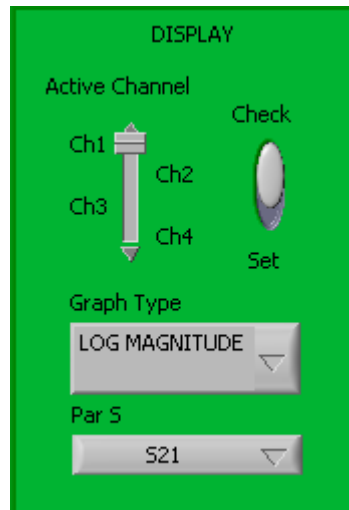 DISPLAY
Active Channel
Check
Ch1
Ch2
Ch3
Ch4
Set
Graph Type
LOG MAGNITUDE
Par S
S21